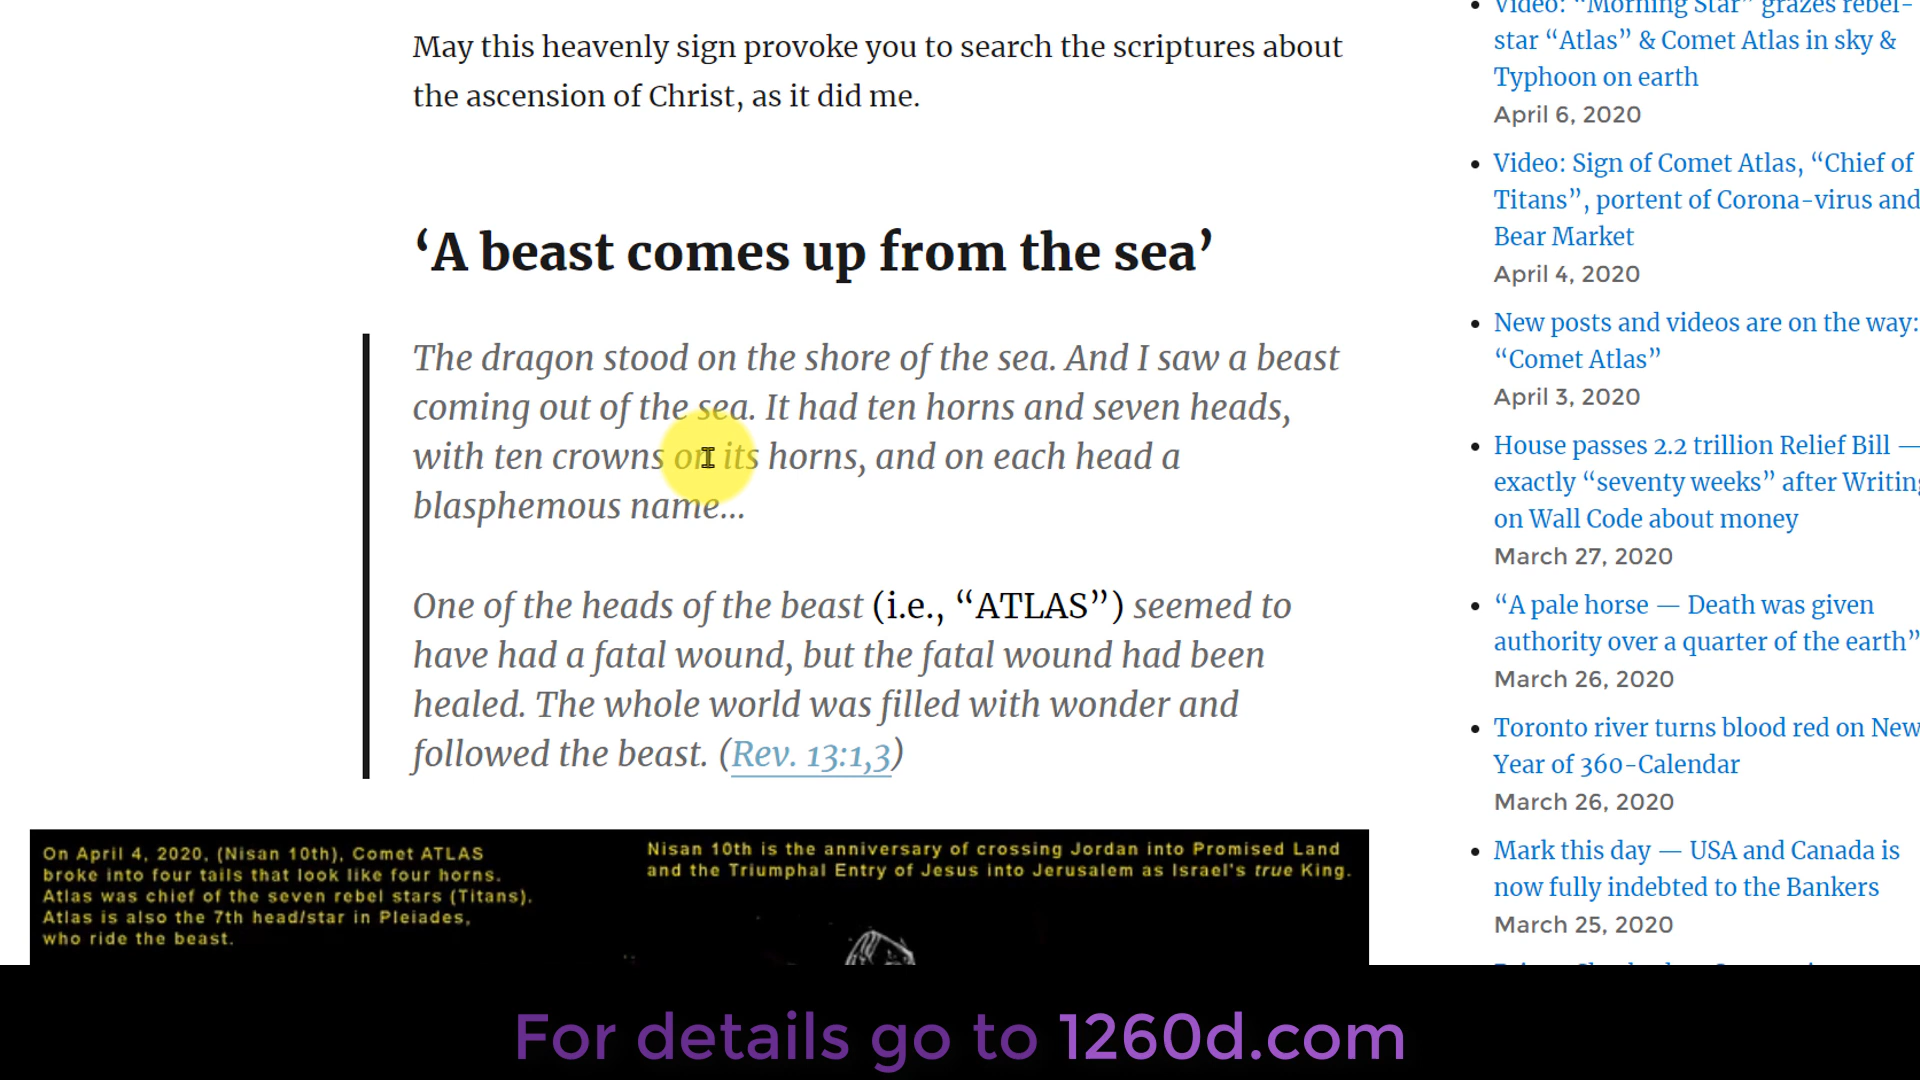 May this heavenly sign provoke you to search the scriptures about
the ascension of Christ, as it did me.
‘A beast comes up from the sea’
The dragon stood on the shore of the sea. And I saw a beast
coming out of the sea. It had ten horns and seven heads,
with ten crowns on its horns, and on each head a
blasphemous name...
One of the heads of the beast (i.e., “ATLAS”) seemed to
have had a fatal wound, but the fatal wound had been
healed. The whole world was filled with wonder and
followed the beast. (Rev. 13:1,3)
On April 4, 2020, (Nisan 10th), Comet ATLAS
broke into four tails that look like four horns.
Atlas was chief of the seven rebel stars (Titans).
Atlas is also the 7th head/star in Pleiades,
who ride the beast.
Nisan 10th is the anniversary of crossing Jordan into Promised Land
and the Triumphal Entry of Jesus into Jerusalem as Israel's true King.
Video: “Morning Star” grazes rebel-
star “Atlas” & Comet Atlas in sky &
Typhoon on earth
April 6, 2020
Video: Sign of Comet Atlas, “Chief of
Titans”, portent of Corona-virus and
Bear Market
April 4, 2020
New posts and videos are on the way:
“Comet Atlas”
April 3, 2020
House passes 2.2 trillion Relief Bill —
exactly “seventy weeks” after Writing
on Wall Code about money
March 27, 2020
“A pale horse — Death was given
authority over a quarter of the earth”
March 26, 2020
Toronto river turns blood red on New
Year of 360-Calendar
March 26, 2020
Mark this day — USA and Canada is
now fully indebted to the Bankers
March 25, 2020
For details go to 1260d.com